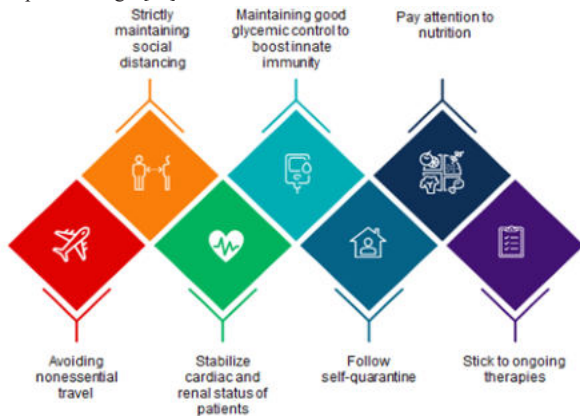 Strictly
maintaining
social
distancing
Maintaining good
glycemic control to
boost innate
immunity
Pay attention to
nutrition
Avoiding
nonessential
travel
Stabilize
cardiac and
renal status of
patients
Follow
self-quarantine
Stick to ongoing
therapies